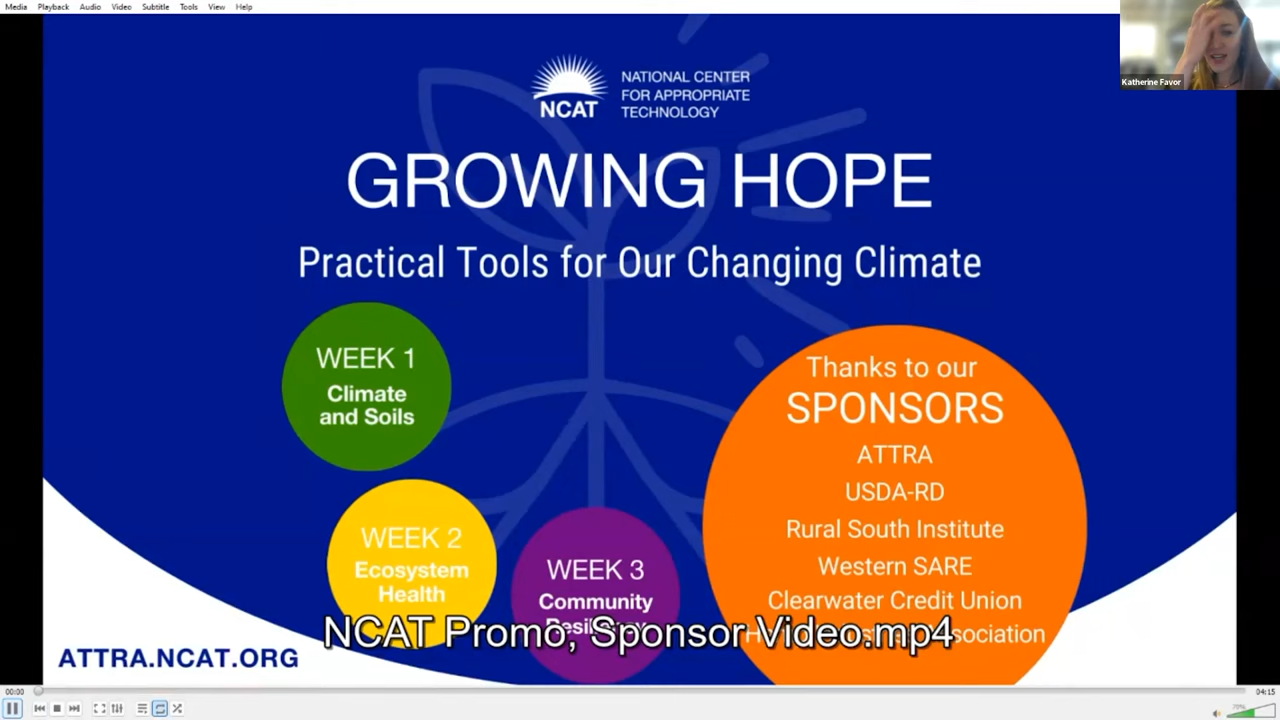 Media Playback Audio Video Subtitle Tools View Help
Katherine Favor
NCAT
NATIONAL CENTER
FOR APPROPRIATE
TECHNOLOGY
GROWING HOPE
Practical Tools for Our Changing Climate
WEEK 1
Climate
and Soils
WEEK 2
Ecosystem
Health
WEEK 3
Community
Thanks to our
SPONSORS
ATTRA
USDA-RD
Rural South Institute
Western SARE
Clearwater Credit Union
NCAT Promo, Sponsor Video.mp4
ATTRA.NCAT.ORG
00:00
04:15